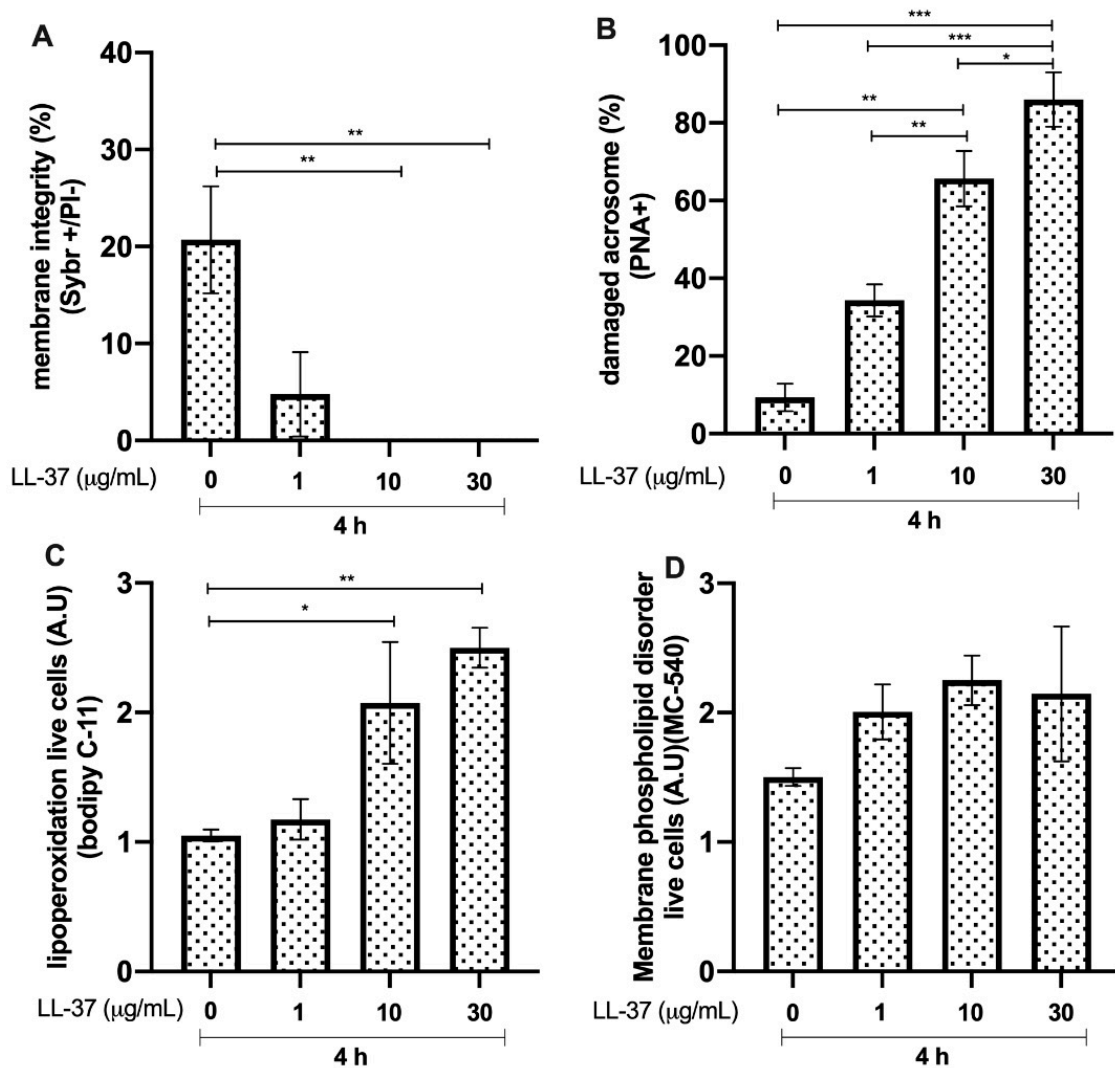 A
membrane integrity (%)
(Sybr +/PI-)
40
30
20
10
0
**
**
LL-37 (μg/mL)
0 1 10 30
4 h
B
damaged acrosome (%)
(PNA+)
100
80
60
40
20
0
***
***
*
**
**
LL-37 (μg/mL)
0 1 10 30
4 h
C
lipoperoxidation live cells (A.U)
(bodipy C-11)
3
2
1
0
**
*
LL-37 (μg/mL)
0 1 10 30
4 h
D
Membrane phospholipid disorder
live cells (A.U)(MC-540)
3
2
1
0
LL-37 (μg/mL)
0 1 10 30
4 h